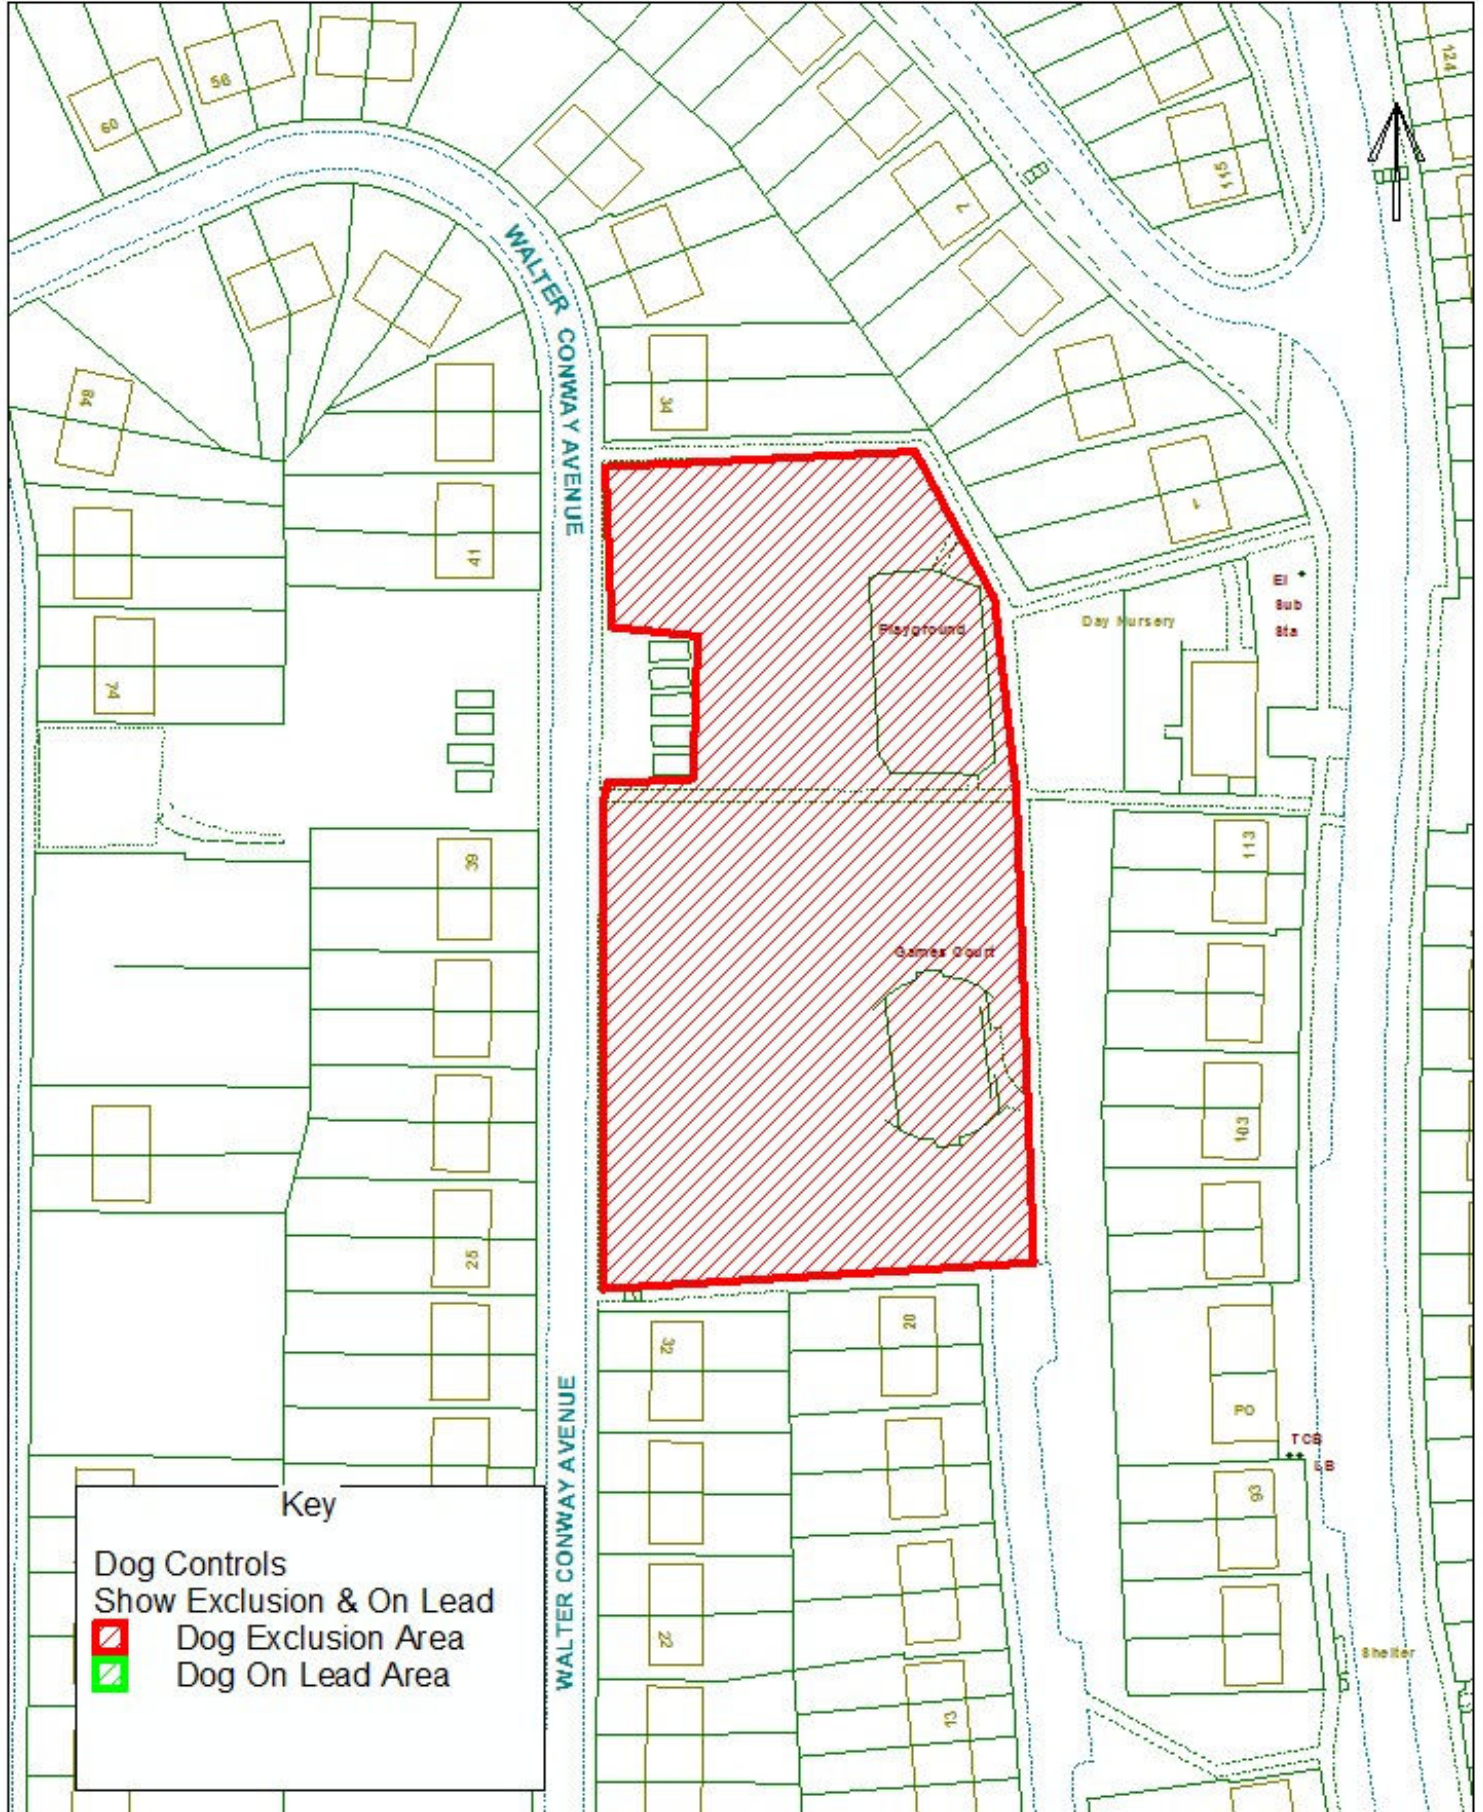 124
56
60
115
7
WALTER CONWAY AVENUE
34
84
1
41
El
Sub
Sta
Day Nursery
Playground
74
113
39
Games Court
103
25
20
32
WALTER CONWAY AVENUE
PO
TCB
LB
93
Key
Dog Controls
Show Exclusion & On Lead
Dog Exclusion Area
Dog On Lead Area
22
Shelter
13